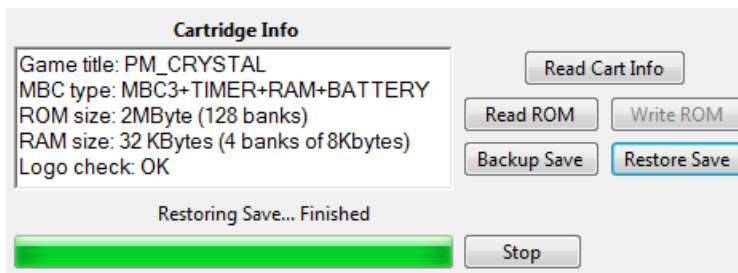 Cartridge Info
Game title: PM_CRYSTAL
MBC type: MBC3+TIMER+RAM+BATTERY
ROM size: 2MByte (128 banks)
RAM size: 32 KBytes (4 banks of 8Kbytes)
Logo check: OK
Read Cart Info
Read ROM
Write ROM
Backup Save
Restore Save
Restoring Save... Finished
Stop